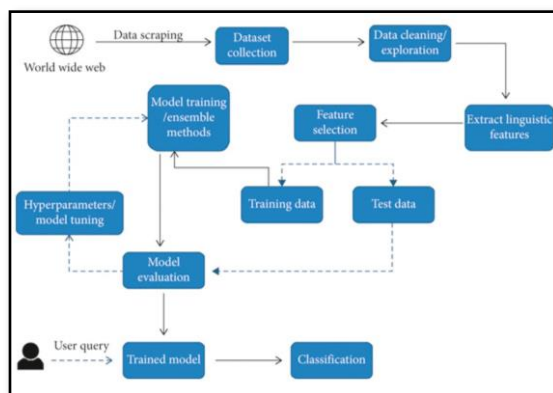 Data scraping
World wide web
Dataset
collection
Data cleaning/
exploration
Model training
/ensemble
methods
Feature
selection
Extract linguistic
features
Hyperparameters/
model tuning
Training data
Test data
Model
evaluation
User query
Trained model
Classification